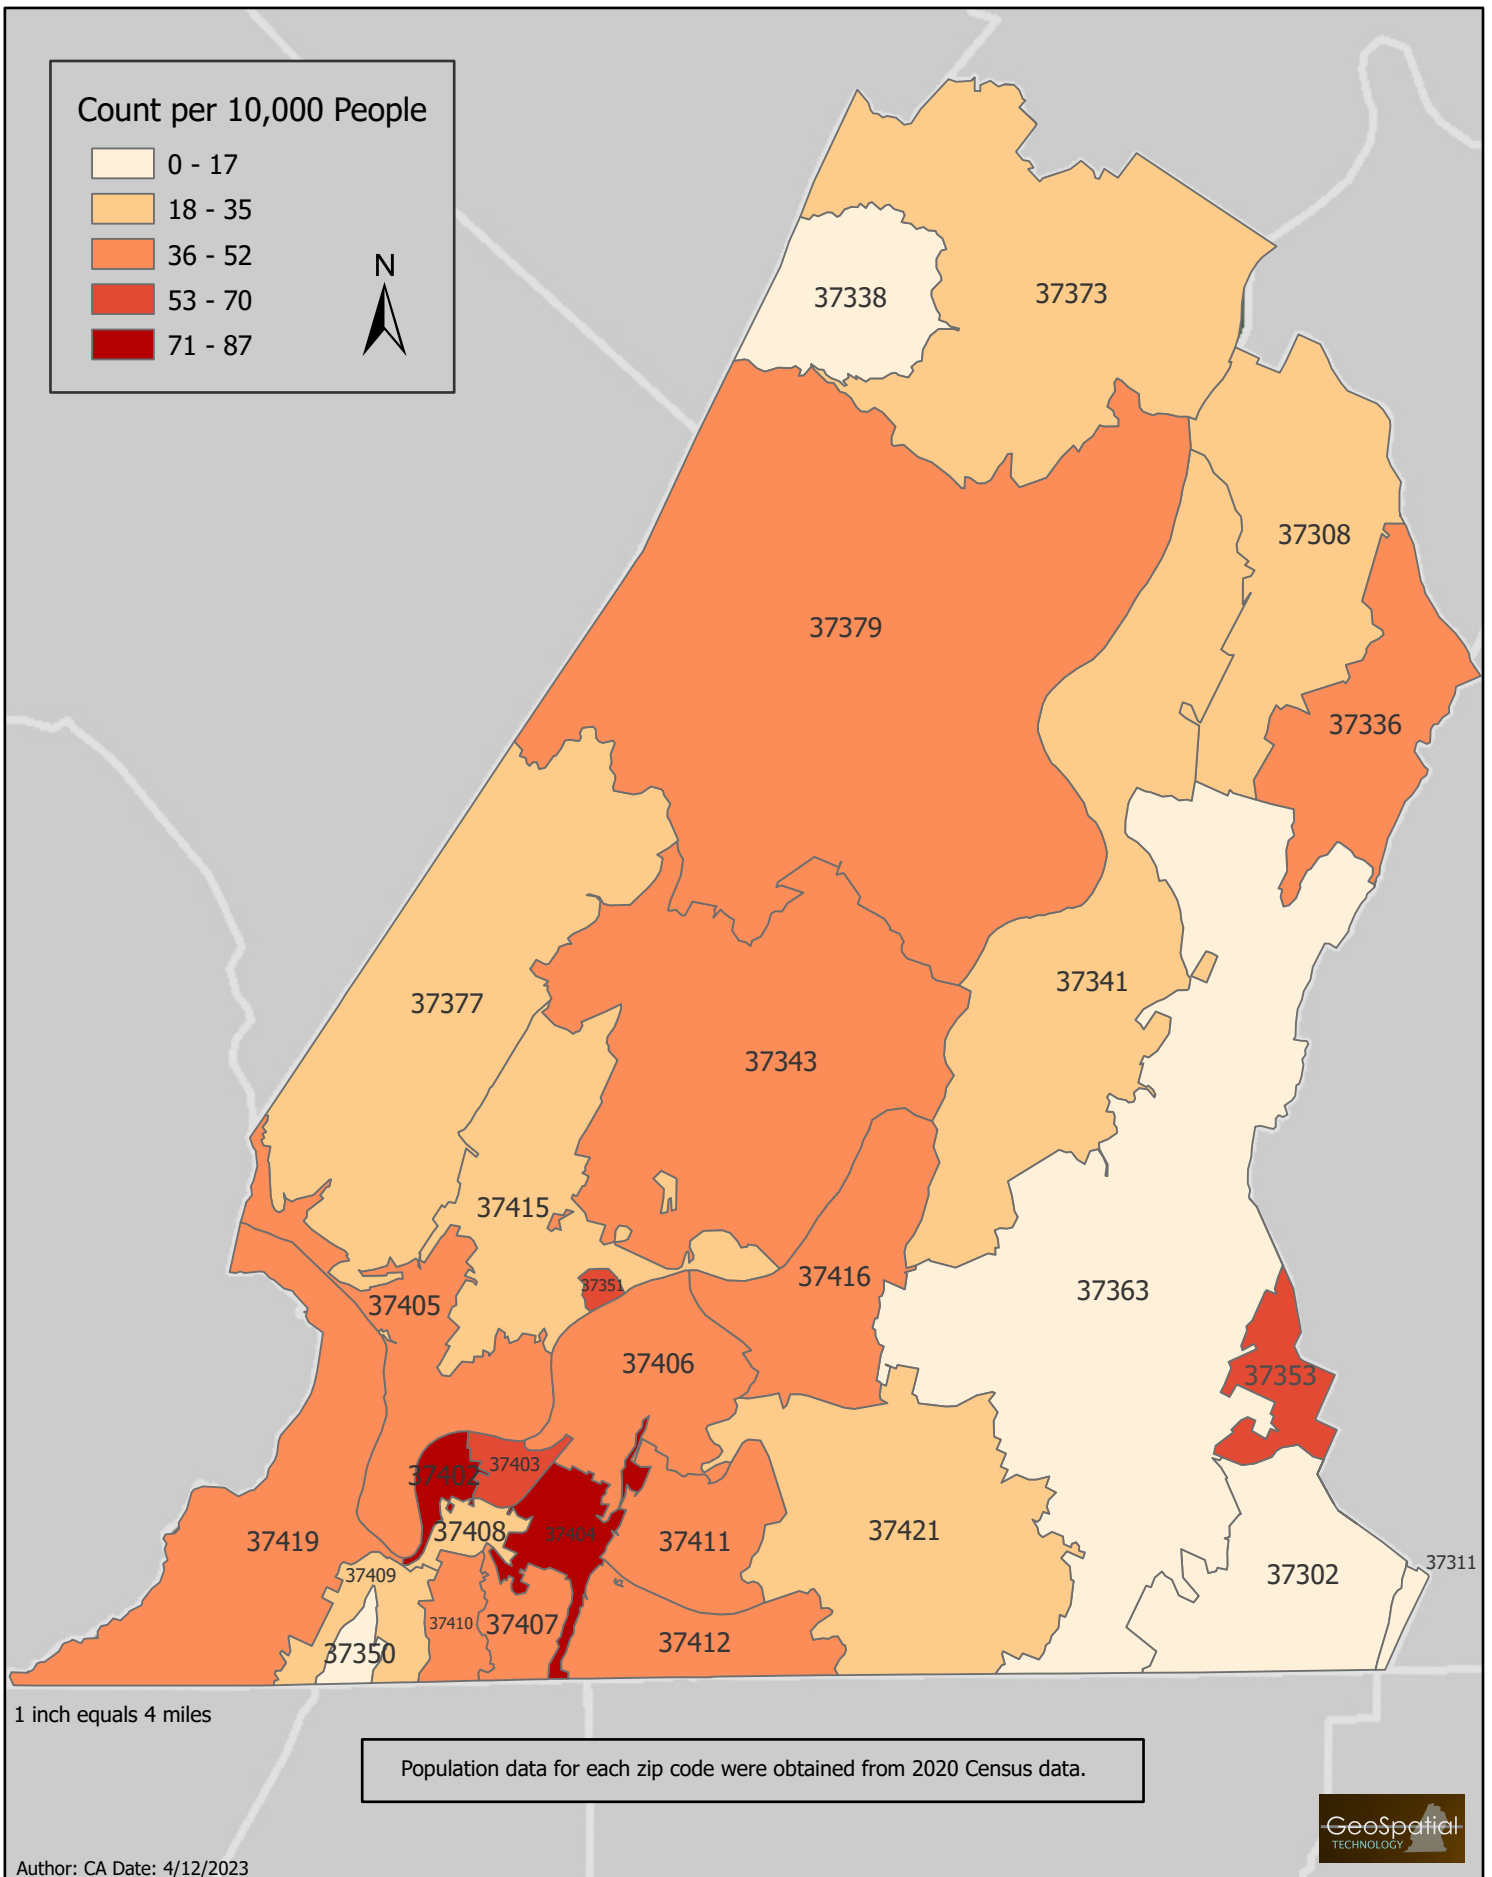 Count per 10,000 People
0 - 17
18 - 35
36 - 52
53 - 70
71 - 87
N
37338
37373
37308
37379
37336
37341
37377
37343
37415
37416
37363
37351
37405
37406
37353
37403
37402
37408
37404
37411
37421
37419
37409
37302
37311
37410
37407
37412
37350
1 inch equals 4 miles
Population data for each zip code were obtained from 2020 Census data.
GeoSpatial
TECHNOLOGY
Author: CA Date: 4/12/2023